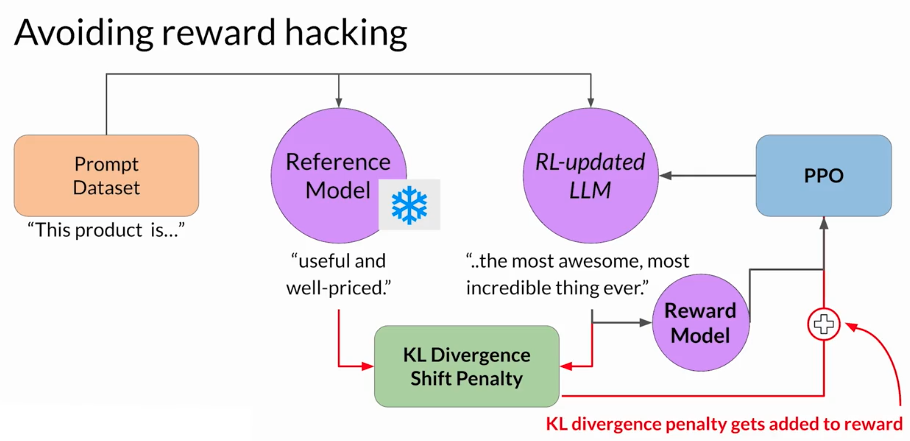 Avoiding reward hacking
Prompt
Dataset
“This product is...”
Reference
Model
“useful and
well-priced.”
RL-updated
LLM
“..the most awesome, most
incredible thing ever.”
PPO
Reward
Model
KL Divergence
Shift Penalty
KL divergence penalty gets added to reward